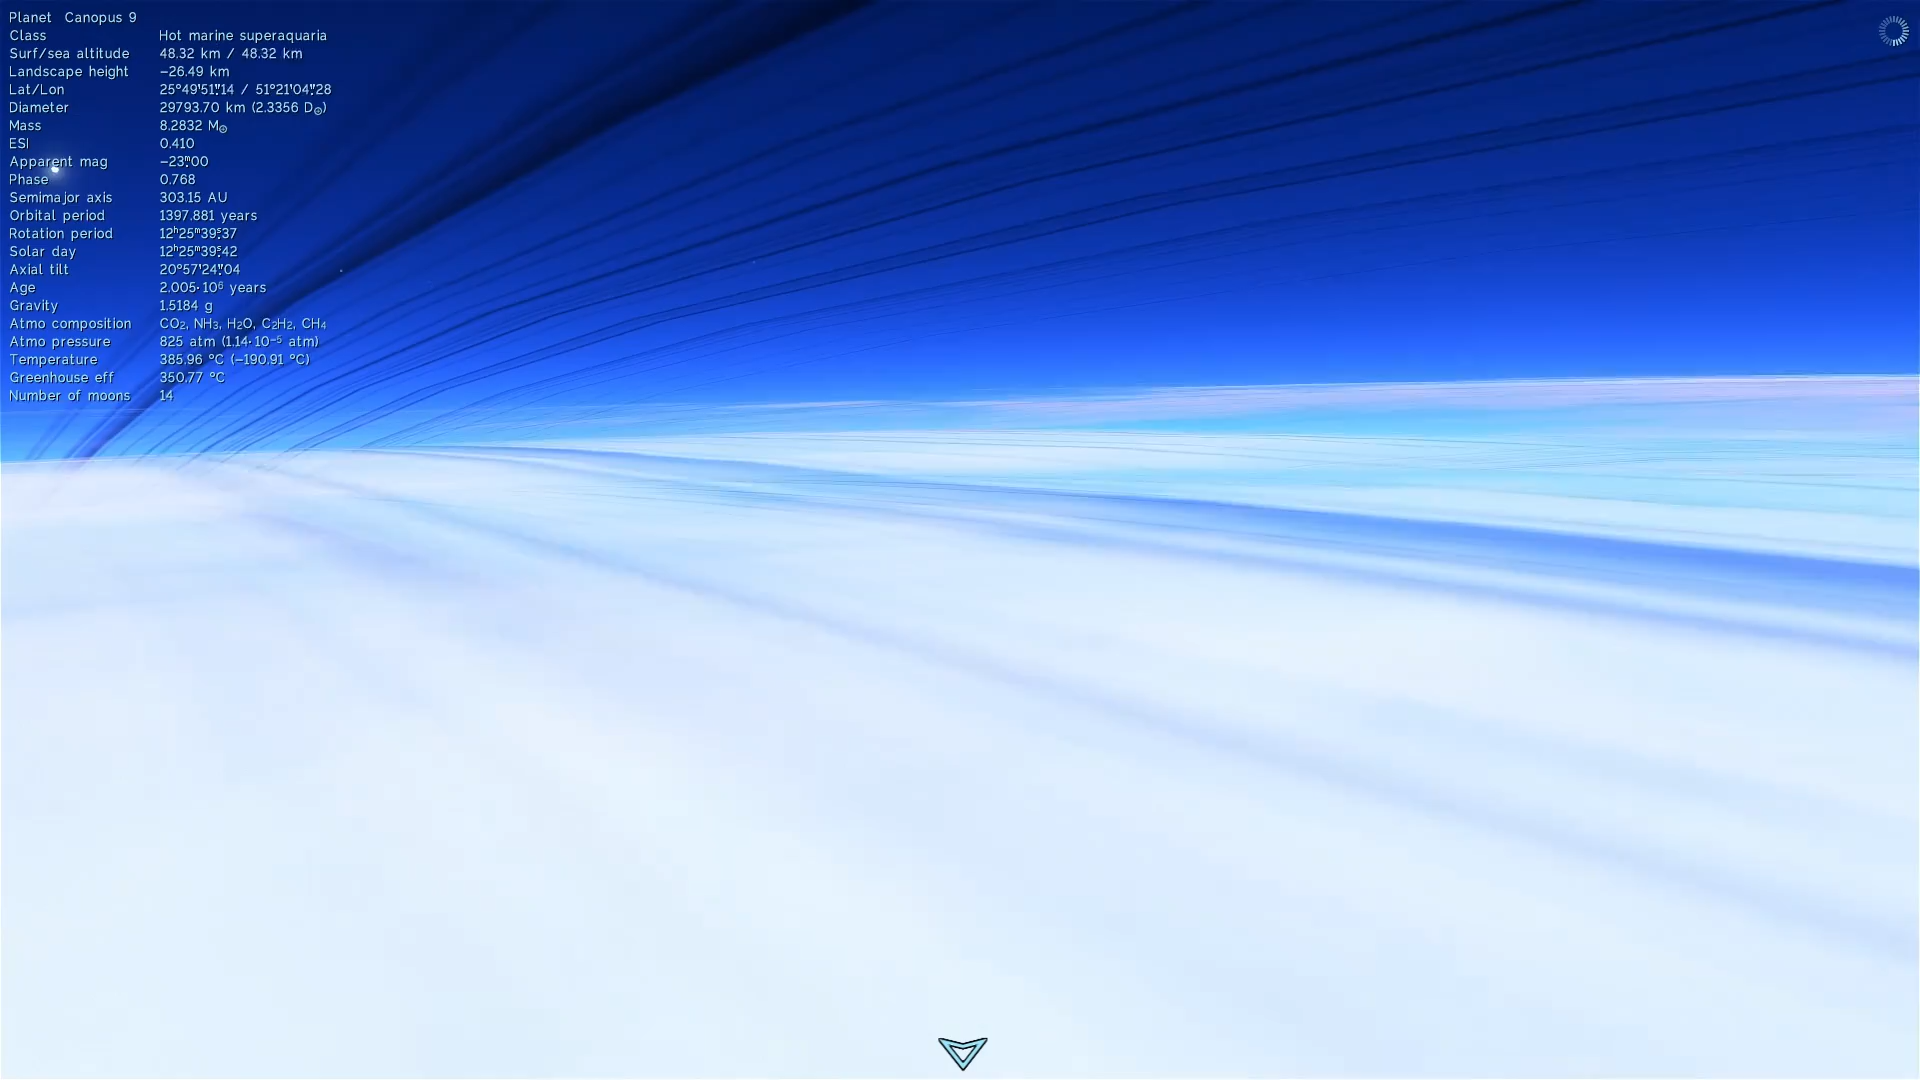 Planet Canopus 9
Class Hot marine superaquaria
Surf/sea altitude 48.32 km / 48.32 km
Landscape height −26.49 km
Lat/Lon 25°49'51".14 / 51°21'04".28
Diameter 29793.70 km (2.3356 D⊕)
Mass 8.2832 M⊕
ESI 0.410
Apparent mag −23ᵐ.00
Phase 0.768
Semimajor axis 303.15 AU
Orbital period 1397.881 years
Rotation period 12ʰ25ᵐ39ˢ.37
Solar day 12ʰ25ᵐ39ˢ.42
Axial tilt 20°57'24".04
Age 2.005·10⁶ years
Gravity 1.5184 g
Atmo composition CO₂, NH₃, H₂O, C₂H₂, CH₄
Atmo pressure 825 atm (1.14·10⁻⁵ atm)
Temperature 385.96 °C (−190.91 °C)
Greenhouse eff 350.77 °C
Number of moons 14